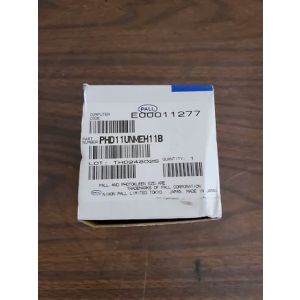 PALL
COMPUTER
CODE:
E00011277
PART
NUMBER
PHD11UNMEH11B
LOT: TH024802S QUANTITY: 1
PALL AND PHOTOKLEEN EZD ARE
TRADEMARKS OF PALL CORPORATION
NIHON PALL LIMITED, TOKYO, JAPAN. MADE IN